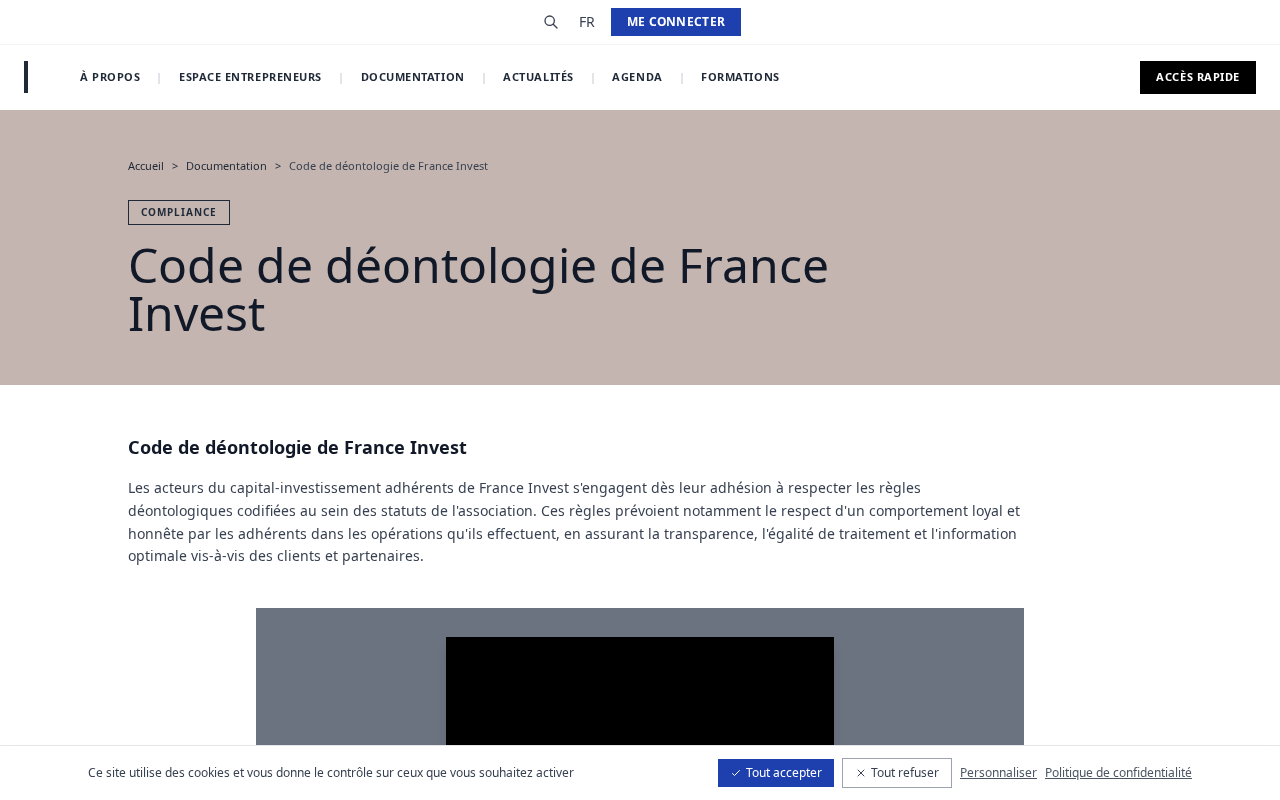 FR
ME CONNECTER
À PROPOS | ESPACE ENTREPRENEURS | DOCUMENTATION | ACTUALITÉS | AGENDA | FORMATIONS
ACCÈS RAPIDE
Accueil > Documentation > Code de déontologie de France Invest
COMPLIANCE
Code de déontologie de France
Invest
Code de déontologie de France Invest
Les acteurs du capital-investissement adhérents de France Invest s'engagent dès leur adhésion à respecter les règles
déontologiques codifiées au sein des statuts de l'association. Ces règles prévoient notamment le respect d'un comportement loyal et
honnête par les adhérents dans les opérations qu'ils effectuent, en assurant la transparence, l'égalité de traitement et l'information
optimale vis-à-vis des clients et partenaires.
Ce site utilise des cookies et vous donne le contrôle sur ceux que vous souhaitez activer
Tout accepter
Tout refuser
Personnaliser
Politique de confidentialité